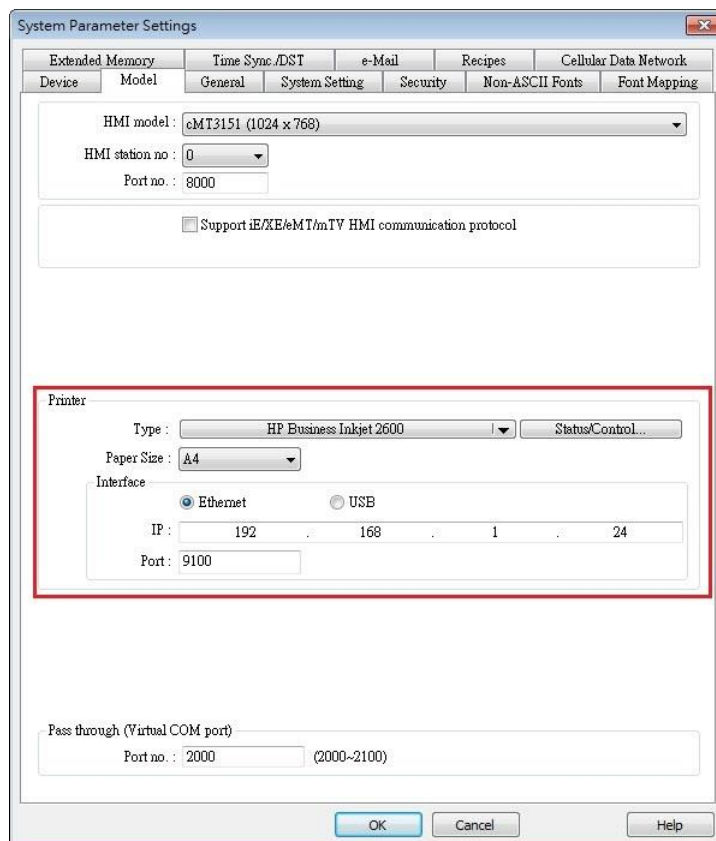 System Parameter Settings
Extended Memory Time Sync./DST e-Mail Recipes Cellular Data Network
Device Model General System Setting Security Non-ASCII Fonts Font Mapping
HMI model : cMT3151 (1024 x 768)
HMI station no : 0
Port no. : 8000
Support iE/XE/eMT/mTV HMI communication protocol
Printer
Type : HP Business Inkjet 2600 Status/Control...
Paper Size : A4
Interface
Ethernet USB
IP : 192 . 168 . 1 . 24
Port : 9100
Pass through (Virtual COM port)
Port no. : 2000 (2000~2100)
OK Cancel Help